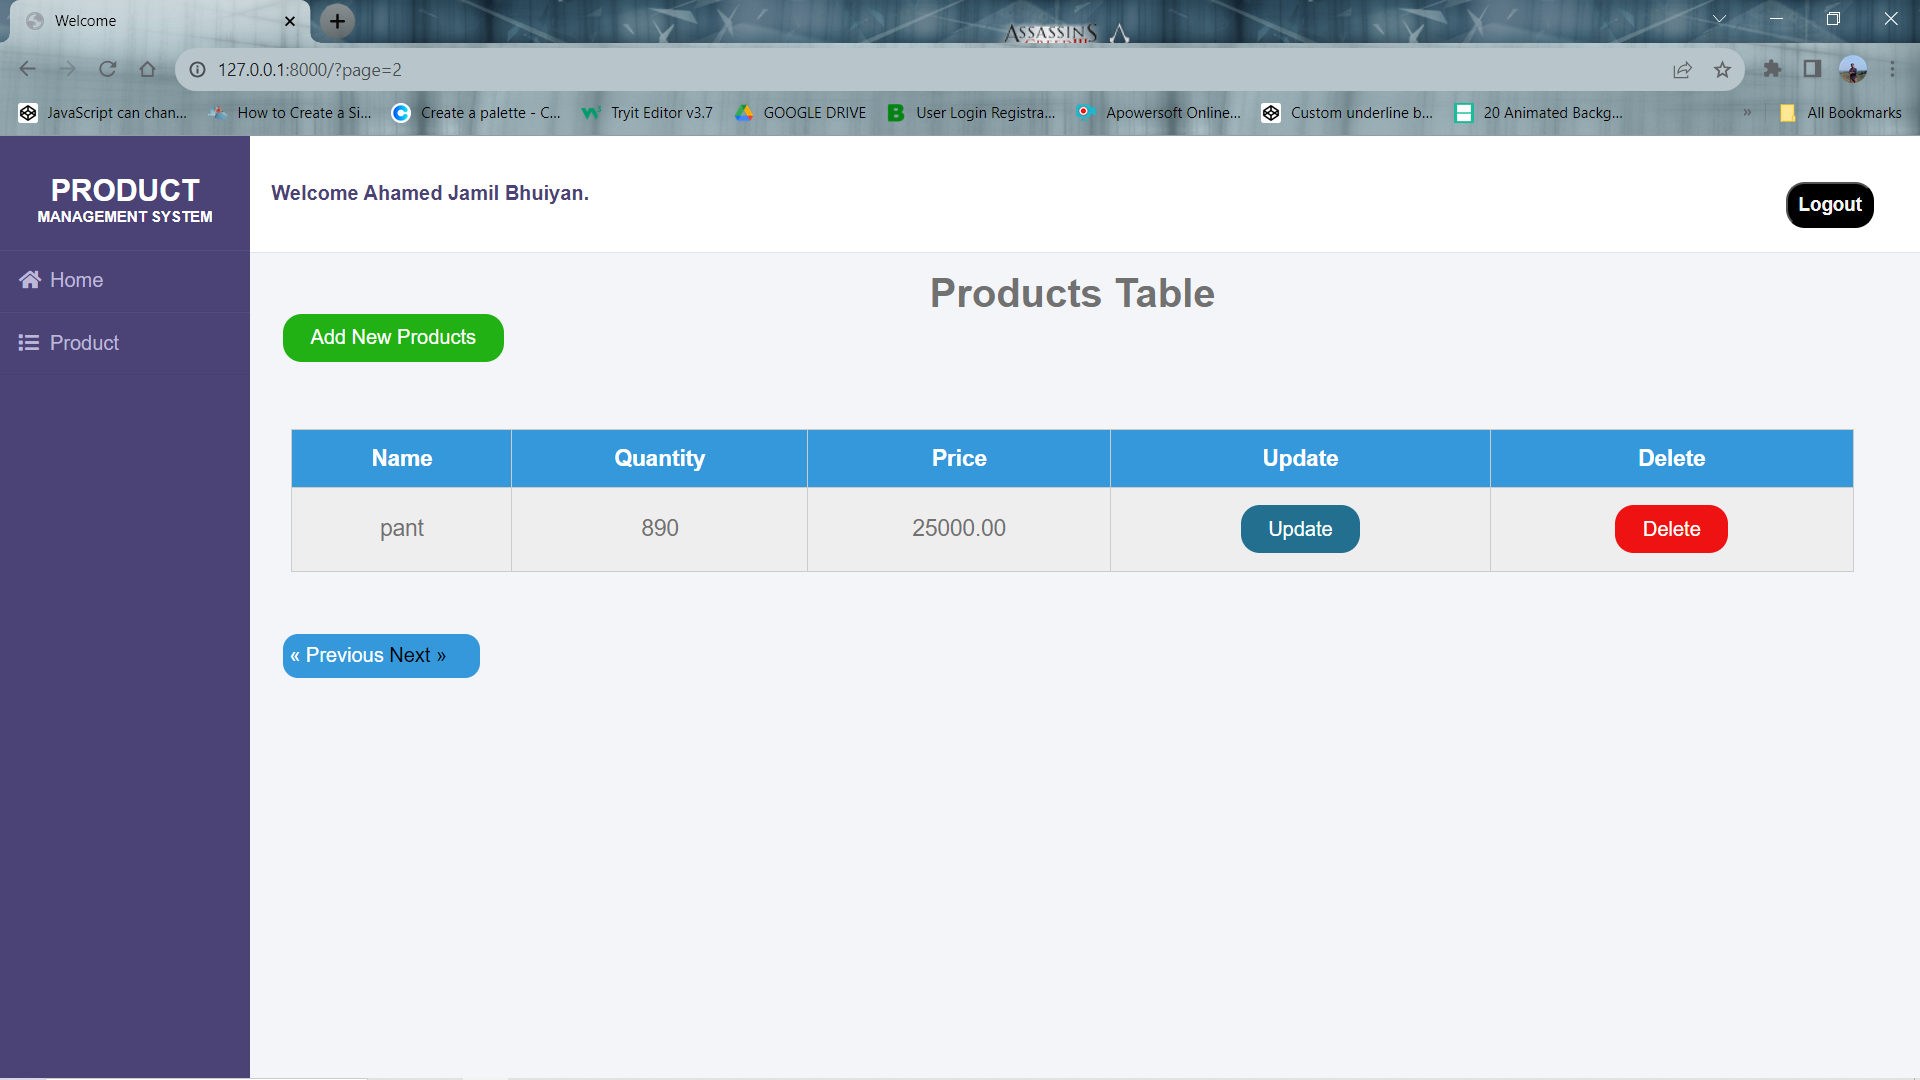 Welcome
ASSASSIN'S
CREED III
127.0.0.1:8000/?page=2
JavaScript can chan...
How to Create a Si...
Create a palette - C...
Tryit Editor v3.7
GOOGLE DRIVE
User Login Registra...
Apowersoft Online...
Custom underline b...
20 Animated Backg...
»
All Bookmarks
PRODUCT
MANAGEMENT SYSTEM
Home
Product
Welcome Ahamed Jamil Bhuiyan.
Logout
Products Table
Add New Products
Name Quantity Price Update Delete
pant 890 25000.00 Update Delete
« Previous Next »